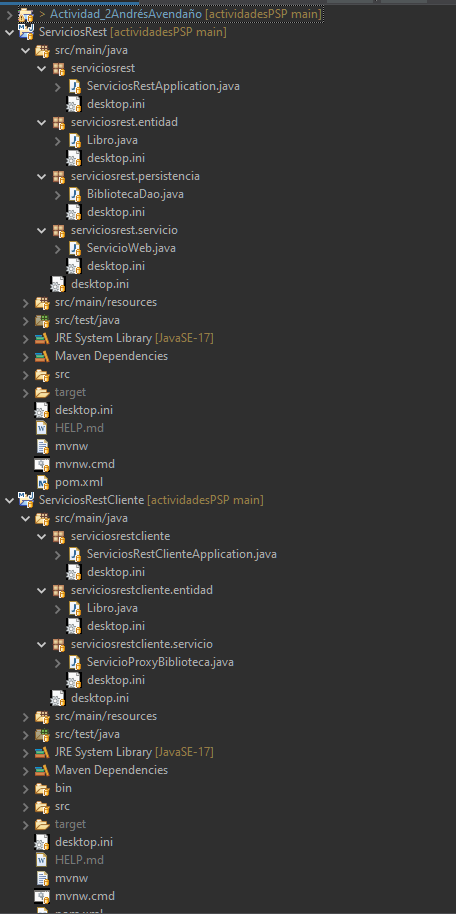 > Actividad_2AndrésAvendaño [actividadesPSP main]
ServiciosRest [actividadesPSP main]
src/main/java
serviciosrest
ServiciosRestApplication.java
desktop.ini
serviciosrest.entidad
Libro.java
desktop.ini
serviciosrest.persistencia
BibliotecaDao.java
desktop.ini
serviciosrest.servicio
ServicioWeb.java
desktop.ini
desktop.ini
src/main/resources
src/test/java
JRE System Library [JavaSE-17]
Maven Dependencies
src
target
desktop.ini
HELP.md
mvnw
mvnw.cmd
pom.xml
ServiciosRestCliente [actividadesPSP main]
src/main/java
serviciosrestcliente
ServiciosRestClienteApplication.java
desktop.ini
serviciosrestcliente.entidad
Libro.java
desktop.ini
serviciosrestcliente.servicio
ServicioProxyBiblioteca.java
desktop.ini
desktop.ini
src/main/resources
src/test/java
JRE System Library [JavaSE-17]
Maven Dependencies
bin
src
target
desktop.ini
HELP.md
mvnw
mvnw.cmd
pom.xml